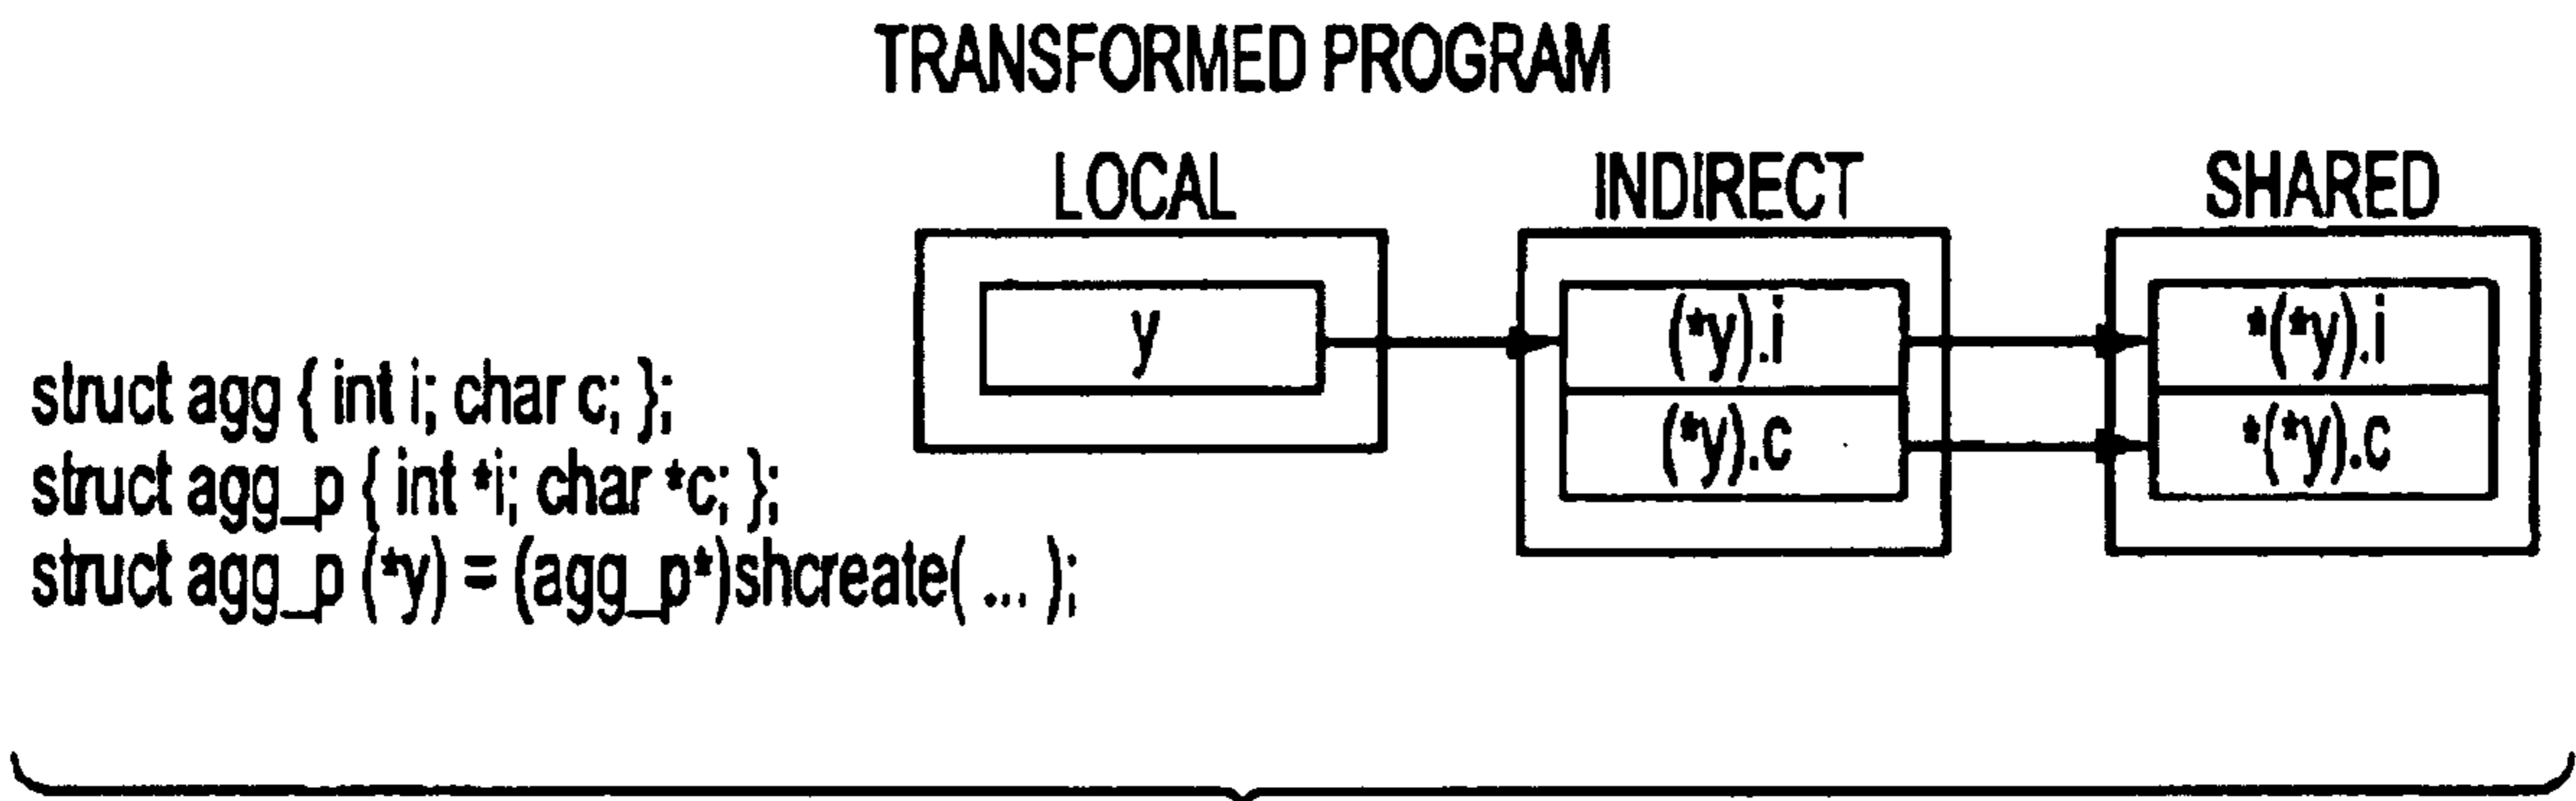 TRANSFORMED PROGRAM
LOCAL INDIRECT SHARED
y (*y).i *(*y).i
(*y).c *(*y).c
struct agg { int i; char c; };
struct agg_p { int *i; char *c; };
struct agg_p (*y) = (agg_p*)shcreate( ... );